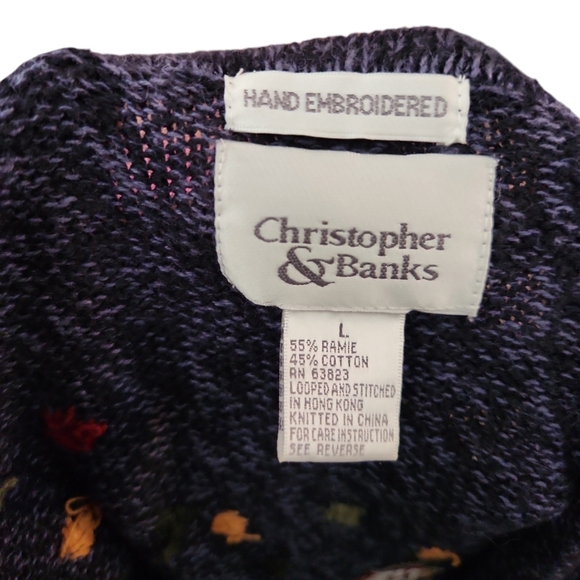 HAND EMBROIDERED
Christopher
& Banks
L
55% RAMIE
45% COTTON
RN 63823
LOOPED AND STITCHED
IN HONG KONG
KNITTED IN CHINA
FOR CARE INSTRUCTION
SEE REVERSE